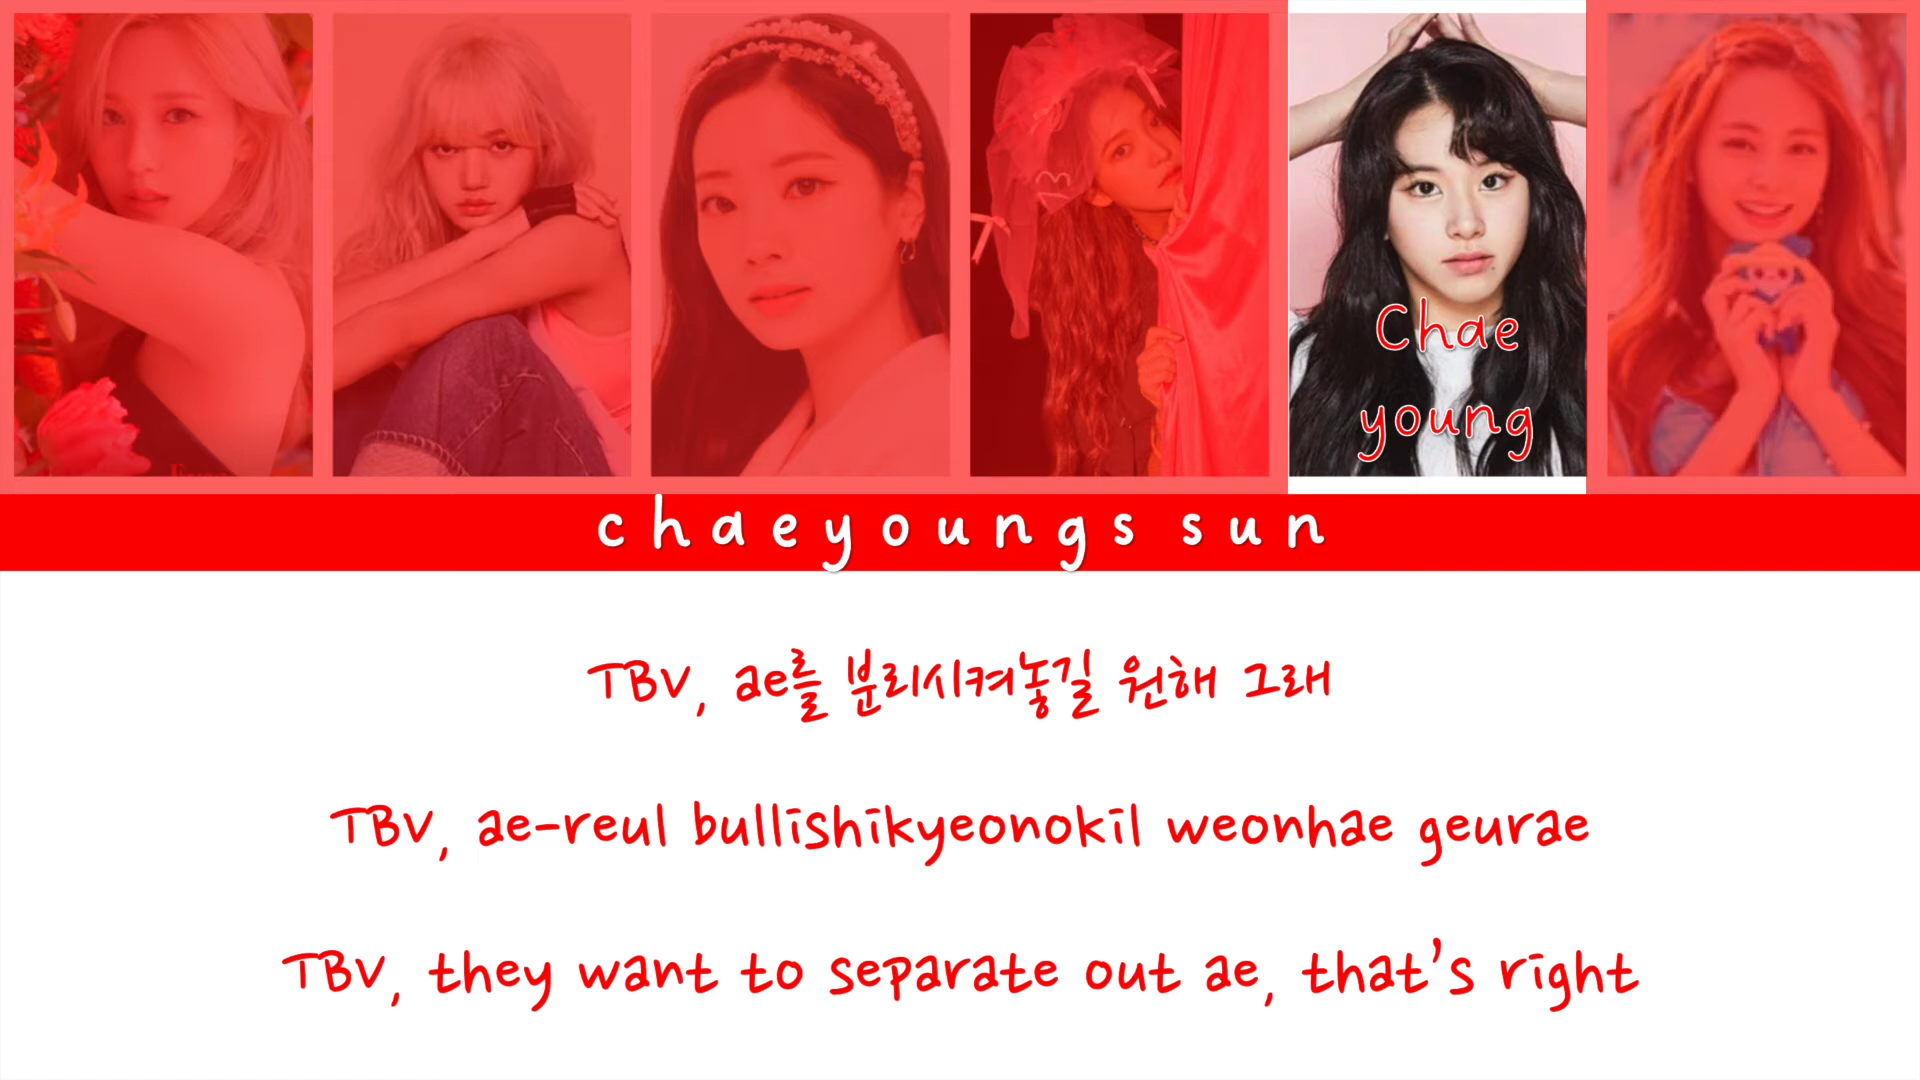 Chae
young
chaeyoungs sun
TBV, ae를 분리시켜놓길 원해 그래
TBV, ae-reul bullishikyeonokil weonhae geurae
TBV, they want to separate out ae, that's right